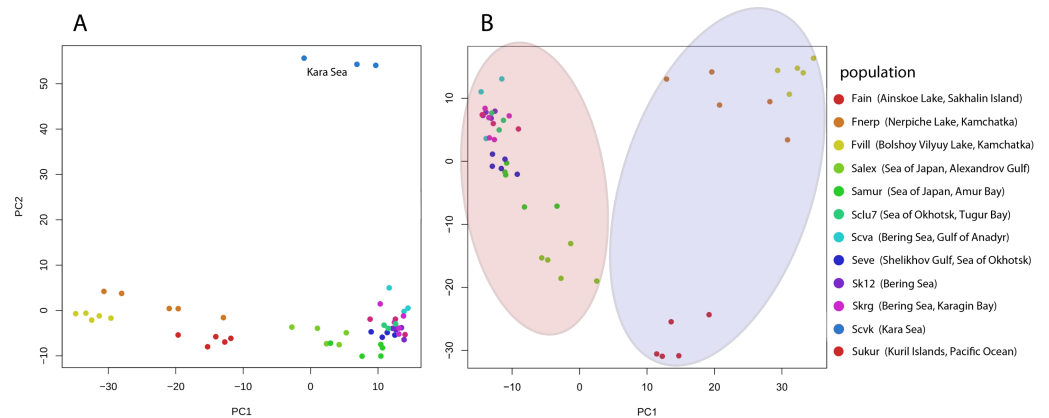 A
B
Kara Sea
PC2
50
40
30
20
10
0
−10
−30
−20
−10
0
10
PC1
10
0
−10
−20
−30
−10
0
10
20
30
PC1
population
Fain (Ainskoe Lake, Sakhalin Island)
Fnerp (Nerpiche Lake, Kamchatka)
Fvill (Bolshoy Vilyuy Lake, Kamchatka)
Salex (Sea of Japan, Alexandrov Gulf)
Samur (Sea of Japan, Amur Bay)
Sclu7 (Sea of Okhotsk, Tugur Bay)
Scva (Bering Sea, Gulf of Anadyr)
Seve (Shelikhov Gulf, Sea of Okhotsk)
Sk12 (Bering Sea)
Skrg (Bering Sea, Karagin Bay)
Scvk (Kara Sea)
Sukur (Kuril Islands, Pacific Ocean)